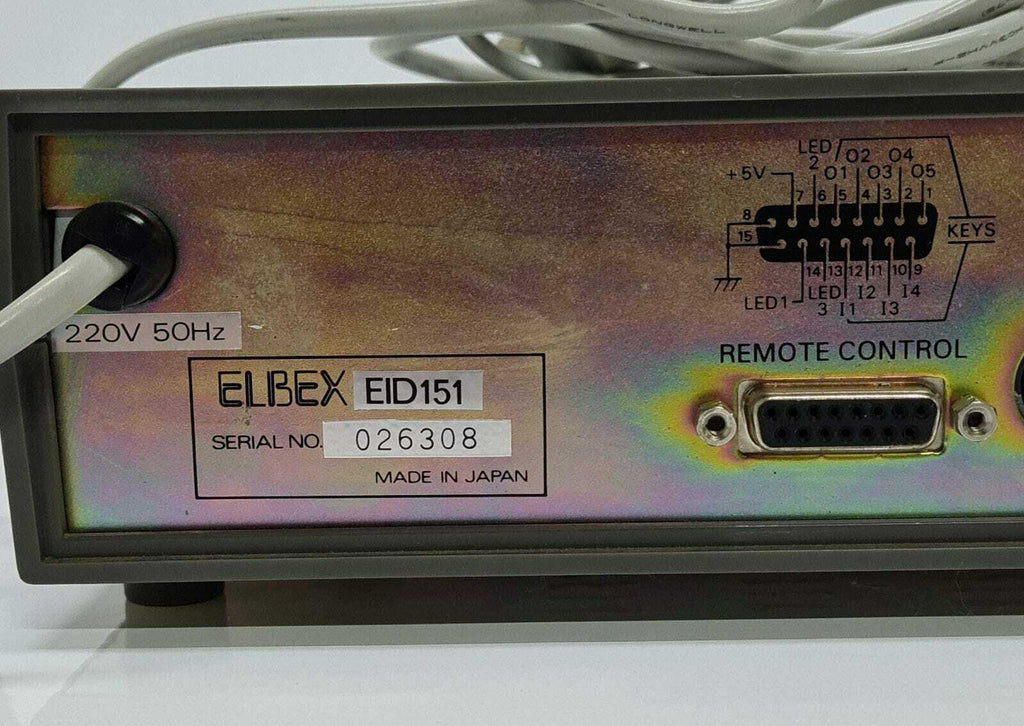 LONGWELL
LED 2 / O2 O4
+5V O1 O3 O5
7 6 5 4 3 2 1
8
15
KEYS
14 13 12 11 10 9
LED1 LED 3 I1 I2 I3 I4
REMOTE CONTROL
220V 50Hz
ELBEX EID151
SERIAL NO. 026308
MADE IN JAPAN